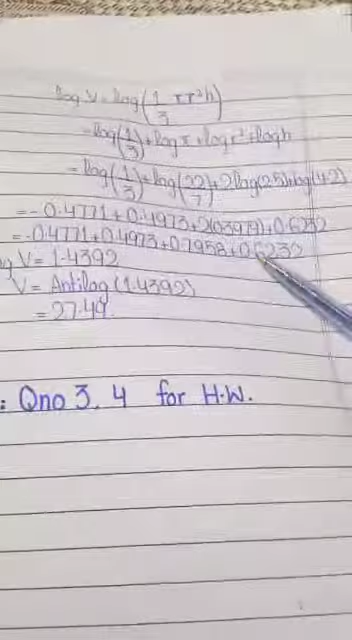 log V = log(1/3 πr²h)
= log(1/3) + log π + log r² + log h
= log(1/3) + log(22/7) + 2log(2.5) + log(4.2)
= -0.4771 + 0.4973 + 2(0.3979) + 0.6232
= -0.4771 + 0.4973 + 0.7958 + 0.6232
og V = 1.4392
V = Antilog (1.4392)
= 27.49.
: Qno 3, 4 for H.W.